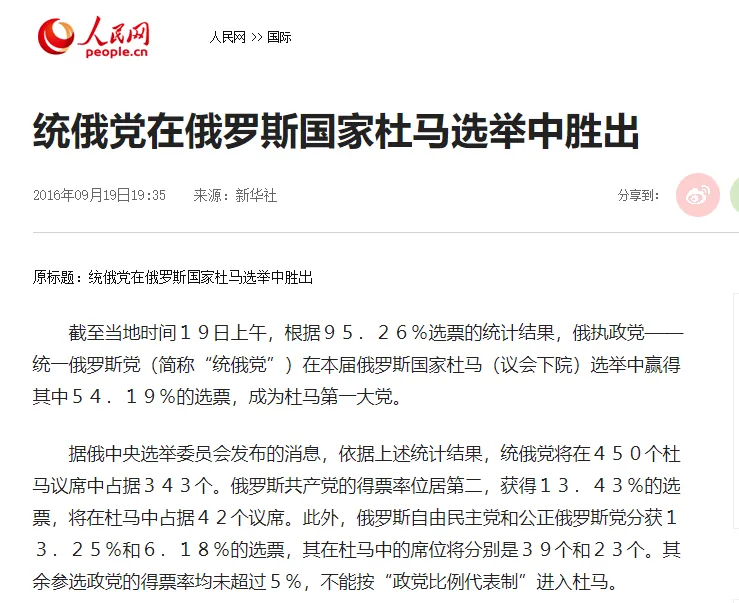 人民网
people.cn
人民网 >> 国际
统俄党在俄罗斯国家杜马选举中胜出
2016年09月19日19:35 来源：新华社 分享到：
原标题：统俄党在俄罗斯国家杜马选举中胜出
截至当地时间１９日上午，根据９５．２６%选票的统计结果，俄执政党——
统一俄罗斯党（简称“统俄党”）在本届俄罗斯国家杜马（议会下院）选举中赢得
其中５４．１９%的选票，成为杜马第一大党。
据俄中央选举委员会发布的消息，依据上述统计结果，统俄党将在４５０个杜
马议席中占据３４３个。俄罗斯共产党的得票率位居第二，获得１３．４３%的选
票，将在杜马中占据４２个议席。此外，俄罗斯自由民主党和公正俄罗斯党分获１
３．２５%和６．１８%的选票，其在杜马中的席位将分别是３９个和２３个。其
余参选政党的得票率均未超过５%，不能按“政党比例代表制”进入杜马。